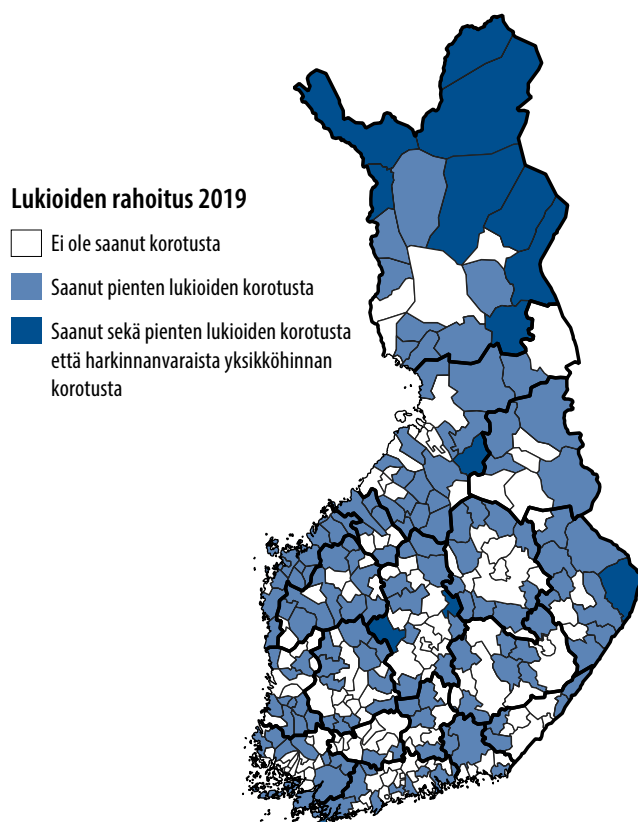 Lukioiden rahoitus 2019
Ei ole saanut korotusta
Saanut pienten lukioiden korotusta
Saanut sekä pienten lukioiden korotusta
että harkinnanvaraista yksikköhinnan
korotusta